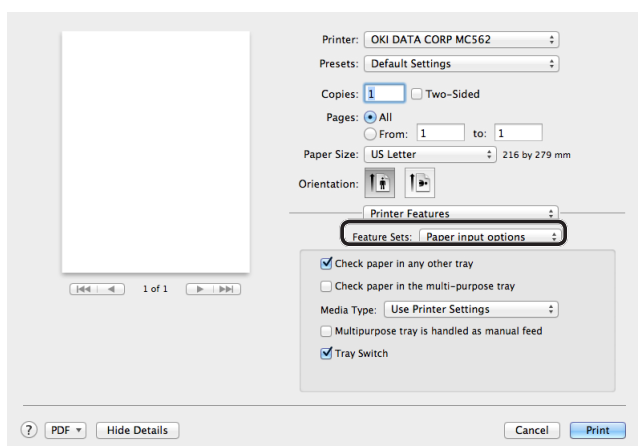 Printer: OKI DATA CORP MC562
Presets: Default Settings
Copies: 1 Two-Sided
Pages: All
From: 1 to: 1
Paper Size: US Letter 216 by 279 mm
Orientation:
Printer Features
Feature Sets: Paper input options
Check paper in any other tray
Check paper in the multi-purpose tray
Media Type: Use Printer Settings
Multipurpose tray is handled as manual feed
Tray Switch
1 of 1
? PDF Hide Details Cancel Print